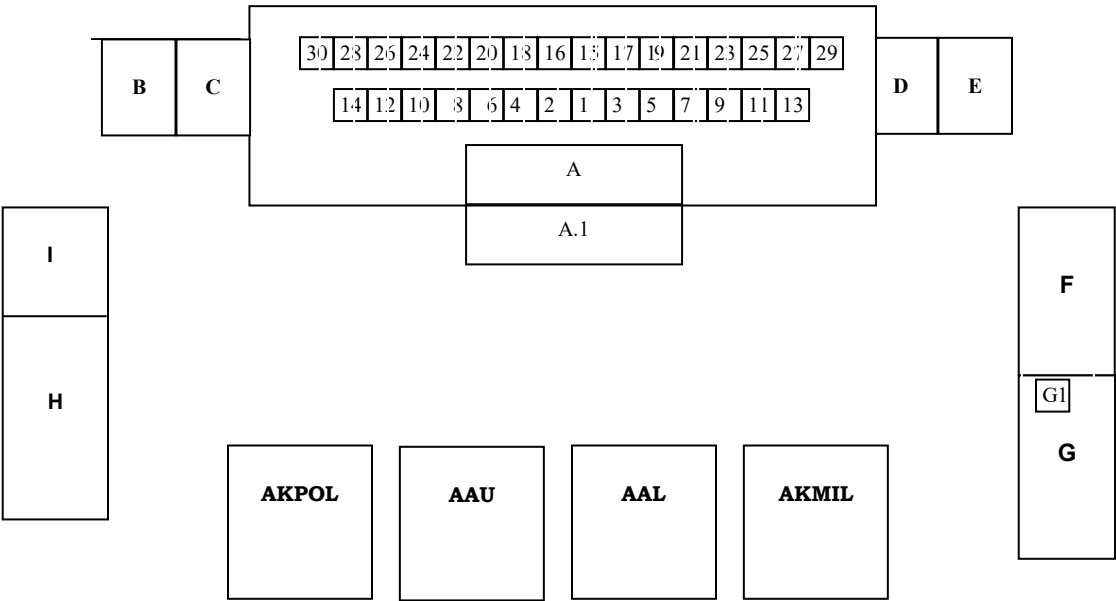 30 28 26 24 22 20 18 16 15 17 19 21 23 25 27 29
B C D E
14 12 10 8 6 4 2 1 3 5 7 9 11 13
A
A.1
I
F
H
G1
G
AKPOL AAU AAL AKMIL